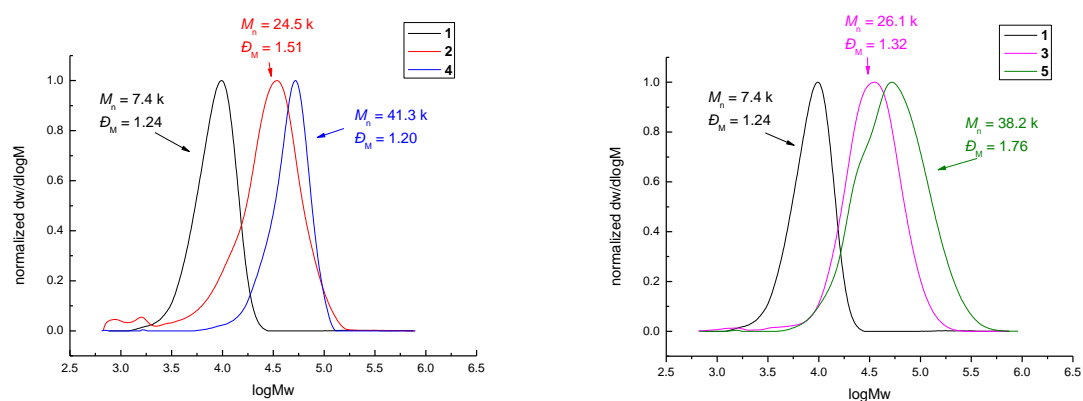 Mn = 24.5 k
ĐM = 1.51
1
2
4
Mn = 7.4 k
ĐM = 1.24
Mn = 41.3 k
ĐM = 1.20
normalized dw/dlogM
1.0
0.8
0.6
0.4
0.2
0.0
2.5 3.0 3.5 4.0 4.5 5.0 5.5 6.0 6.5
logMw
Mn = 26.1 k
ĐM = 1.32
1
3
5
Mn = 7.4 k
ĐM = 1.24
Mn = 38.2 k
ĐM = 1.76
normalized dw/dlogM
1.0
0.8
0.6
0.4
0.2
0.0
2.5 3.0 3.5 4.0 4.5 5.0 5.5 6.0 6.5
logMw